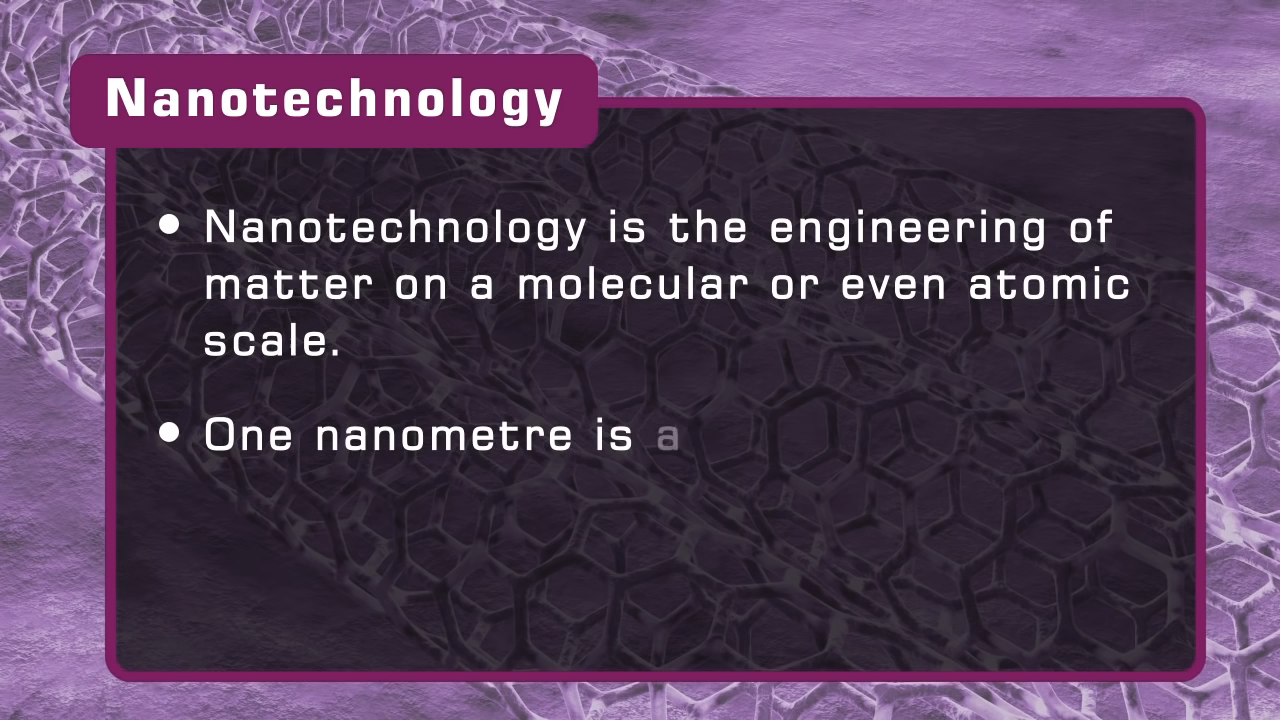 Nanotechnology
• Nanotechnology is the engineering of
matter on a molecular or even atomic
scale.
• One nanometre is a